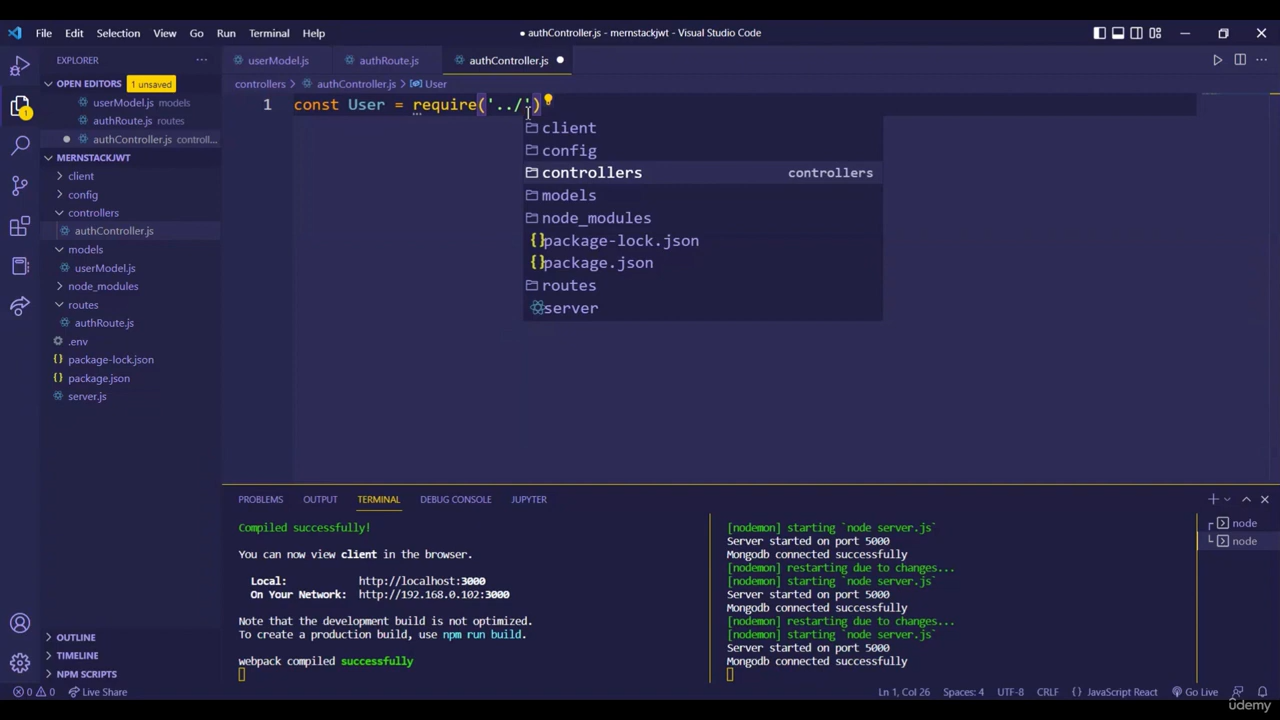 File Edit Selection View Go Run Terminal Help
● authController.js - mernstackjwt - Visual Studio Code
EXPLORER
userModel.js
authRoute.js
authController.js
OPEN EDITORS 1 unsaved
userModel.js models
authRoute.js routes
authController.js controll...
MERNSTACKJWT
client
config
controllers
authController.js
models
userModel.js
node_modules
routes
authRoute.js
.env
package-lock.json
package.json
server.js
OUTLINE
TIMELINE
NPM SCRIPTS
controllers > authController.js > User
1 const User = require('../')
client
config
controllers controllers
models
node_modules
{}package-lock.json
{}package.json
routes
server
PROBLEMS OUTPUT TERMINAL DEBUG CONSOLE JUPYTER
Compiled successfully!
You can now view client in the browser.
Local: http://localhost:3000
On Your Network: http://192.168.0.102:3000
Note that the development build is not optimized.
To create a production build, use npm run build.
webpack compiled successfully
[nodemon] starting `node server.js`
Server started on port 5000
Mongodb connected successfully
[nodemon] restarting due to changes...
[nodemon] starting `node server.js`
Server started on port 5000
Mongodb connected successfully
[nodemon] restarting due to changes...
[nodemon] starting `node server.js`
Server started on port 5000
Mongodb connected successfully
node
node
0 0 Live Share
Ln 1, Col 26 Spaces: 4 UTF-8 CRLF {} JavaScript React Go Live
udemy